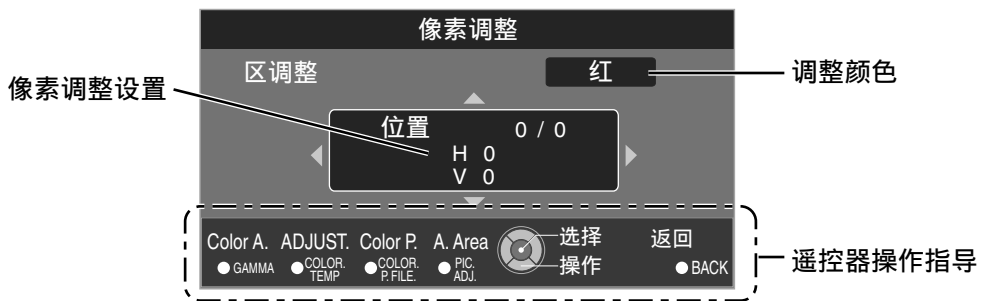 像素调整
区调整 红
调整颜色
像素调整设置
位置 0 / 0
H 0
V 0
Color A. ADJUST. Color P. A. Area 选择 返回
GAMMA COLOR. TEMP COLOR. P. FILE. PIC. ADJ. 操作 BACK
遥控器操作指导